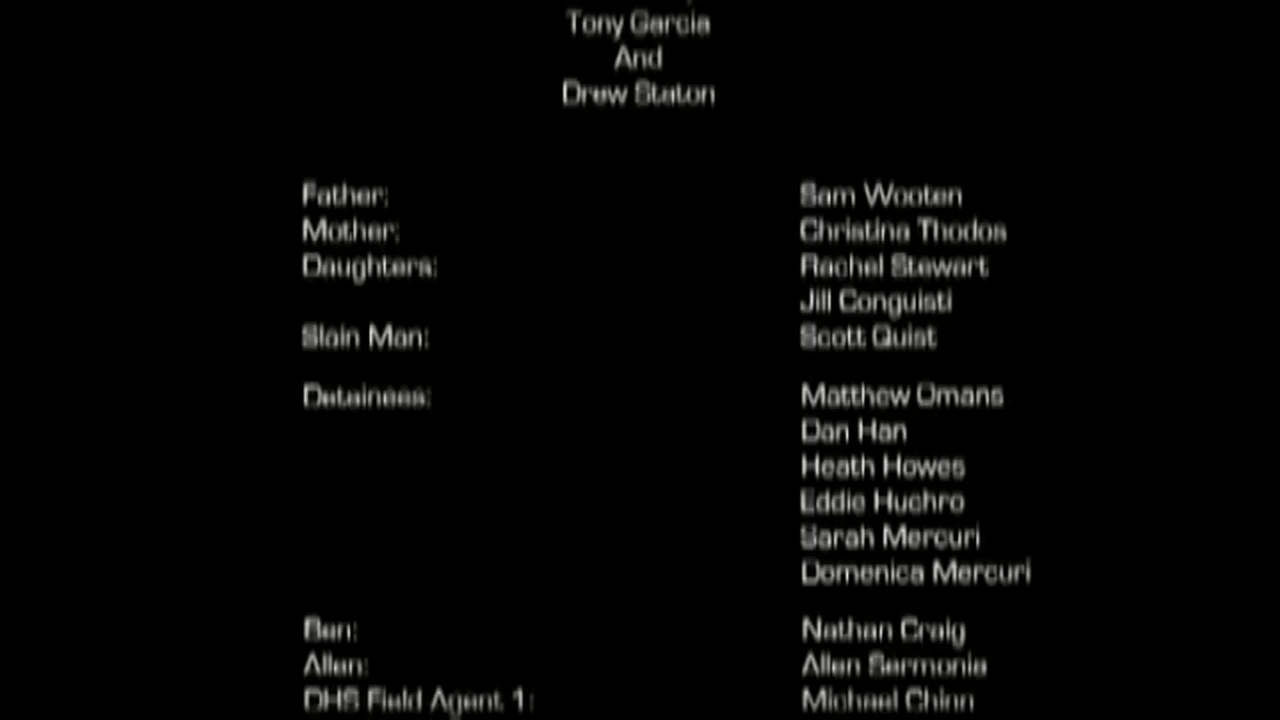 Tony Garcia
And
Drew Staton
Father: Sam Wooten
Mother: Christina Thodos
Daughters: Rachel Stewart
Jill Conguisti
Slain Man: Scott Quist
Detainees: Matthew Omans
Dan Han
Heath Howes
Eddie Huchro
Sarah Mercuri
Domenica Mercuri
Ben: Nathan Craig
Allen: Allen Sermonia
DHS Field Agent 1: Michael Chinn